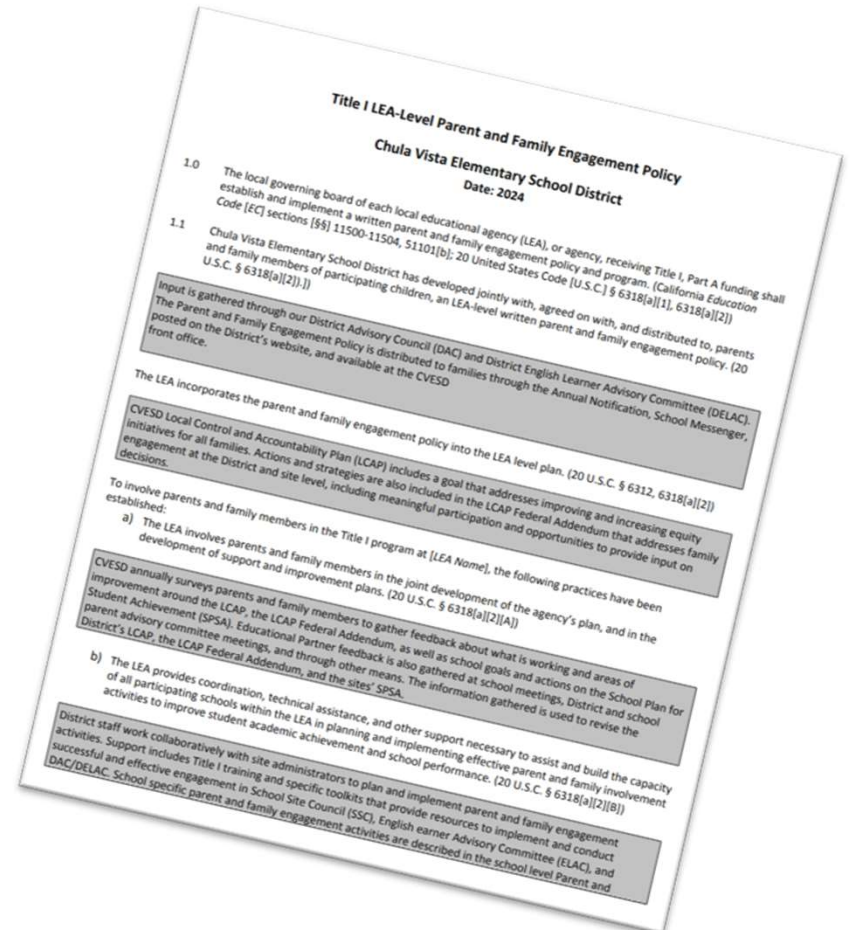 Title I LEA-Level Parent and Family Engagement Policy
Chula Vista Elementary School District
Date: 2024
1.0 The local governing board of each local educational agency (LEA), or agency, receiving Title I, Part A funding shall
establish and implement a written parent and family engagement policy and program. (California Education
Code [EC] sections [§§] 11500-11504, 51101[b]; 20 United States Code [U.S.C.] § 6318[a][1], 6318[a][2])
1.1 Chula Vista Elementary School District has developed jointly with, agreed on with, and distributed to, parents
and family members of participating children, an LEA-level written parent and family engagement policy. (20
U.S.C. § 6318[a][2]).])
Input is gathered through our District Advisory Council (DAC) and District English Learner Advisory Committee (DELAC).
The Parent and Family Engagement Policy is distributed to families through the Annual Notification, School Messenger,
posted on the District's website, and available at the CVESD
front office.
The LEA incorporates the parent and family engagement policy into the LEA level plan. (20 U.S.C. § 6312, 6318[a][2])
CVESD Local Control and Accountability Plan (LCAP) includes a goal that addresses improving and increasing equity
initiatives for all families. Actions and strategies are also included in the LCAP Federal Addendum that addresses family
engagement at the District and site level, including meaningful participation and opportunities to provide input on
decisions.
To involve parents and family members in the Title I program at [LEA Name], the following practices have been
established:
a) The LEA involves parents and family members in the joint development of the agency's plan, and in the
development of support and improvement plans. (20 U.S.C. § 6318[a][2][A])
CVESD annually surveys parents and family members to gather feedback about what is working and areas of
improvement around the LCAP, the LCAP Federal Addendum, as well as school goals and actions on the School Plan for
Student Achievement (SPSA). Educational Partner feedback is also gathered at school meetings, District and school
parent advisory committee meetings, and through other means. The information gathered is used to revise the
District's LCAP, the LCAP Federal Addendum, and the sites' SPSA.
b) The LEA provides coordination, technical assistance, and other support necessary to assist and build the capacity
of all participating schools within the LEA in planning and implementing effective parent and family involvement
activities to improve student academic achievement and school performance. (20 U.S.C. § 6318[a][2][B])
District staff work collaboratively with site administrators to plan and implement parent and family engagement
activities. Support includes Title I training and specific toolkits that provide resources to implement and conduct
successful and effective engagement in School Site Council (SSC), English earner Advisory Committee (ELAC), and
DAC/DELAC. School specific parent and family engagement activities are described in the school level Parent and